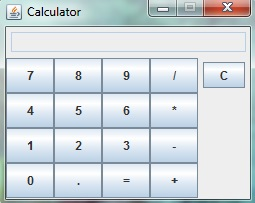 Calculator
7 8 9 / C
4 5 6 *
1 2 3 -
0 . = +